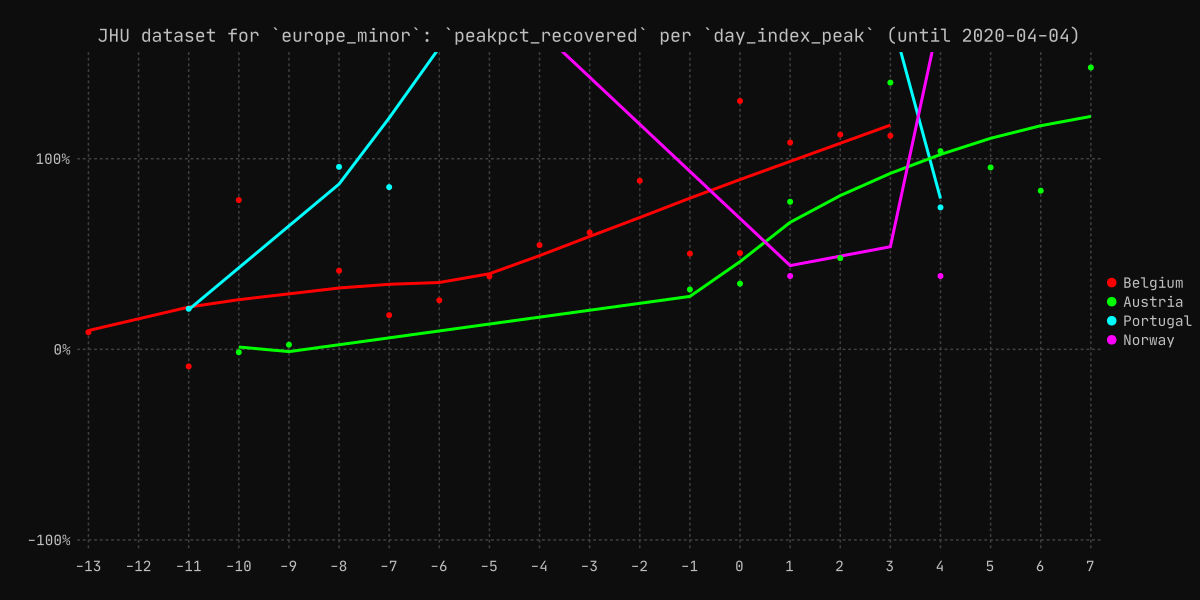 JHU dataset for `europe_minor`: `peakpct_recovered` per `day_index_peak` (until 2020-04-04)
100%
0%
-100%
Belgium
Austria
Portugal
Norway
-13 -12 -11 -10 -9 -8 -7 -6 -5 -4 -3 -2 -1 0 1 2 3 4 5 6 7